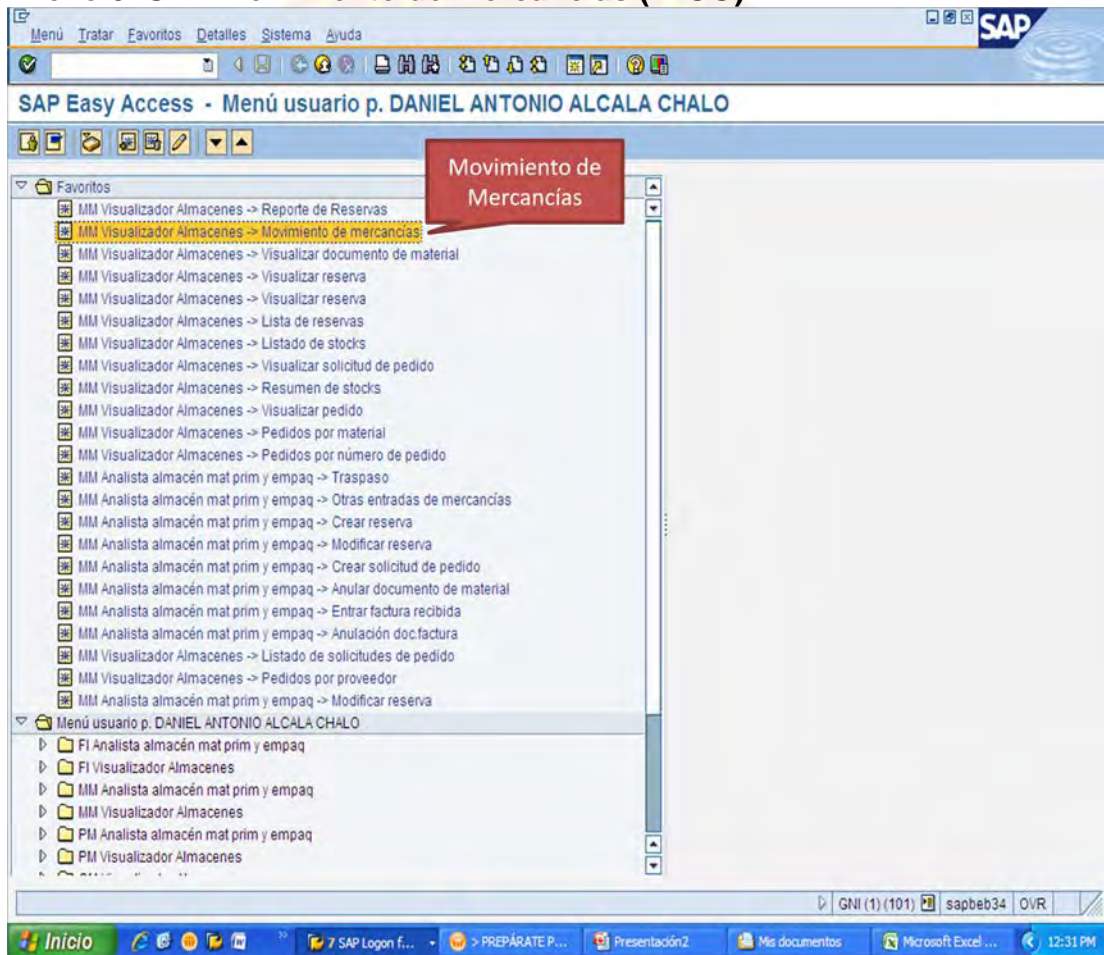 Menú Tratar Favoritos Detalles Sistema Ayuda
SAP
SAP Easy Access - Menú usuario p. DANIEL ANTONIO ALCALA CHALO
Movimiento de
Mercancías
Favoritos
MM Visualizador Almacenes -> Reporte de Reservas
MM Visualizador Almacenes -> Movimiento de mercancías
MM Visualizador Almacenes -> Visualizar documento de material
MM Visualizador Almacenes -> Visualizar reserva
MM Visualizador Almacenes -> Visualizar reserva
MM Visualizador Almacenes -> Lista de reservas
MM Visualizador Almacenes -> Listado de stocks
MM Visualizador Almacenes -> Visualizar solicitud de pedido
MM Visualizador Almacenes -> Resumen de stocks
MM Visualizador Almacenes -> Visualizar pedido
MM Visualizador Almacenes -> Pedidos por material
MM Visualizador Almacenes -> Pedidos por número de pedido
MM Analista almacén mat prim y empaq -> Traspaso
MM Analista almacén mat prim y empaq -> Otras entradas de mercancías
MM Analista almacén mat prim y empaq -> Crear reserva
MM Analista almacén mat prim y empaq -> Modificar reserva
MM Analista almacén mat prim y empaq -> Crear solicitud de pedido
MM Analista almacén mat prim y empaq -> Anular documento de material
MM Analista almacén mat prim y empaq -> Entrar factura recibida
MM Analista almacén mat prim y empaq -> Anulación doc.factura
MM Visualizador Almacenes -> Listado de solicitudes de pedido
MM Visualizador Almacenes -> Pedidos por proveedor
MM Analista almacén mat prim y empaq -> Modificar reserva
Menú usuario p. DANIEL ANTONIO ALCALA CHALO
FI Analista almacén mat prim y empaq
FI Visualizador Almacenes
MM Analista almacén mat prim y empaq
MM Visualizador Almacenes
PM Analista almacén mat prim y empaq
PM Visualizador Almacenes
GNI (1) (101) sapbeb34 OVR
Inicio 7 SAP Logon f... > PREPÁRATE P... Presentación2 Mis documentos Microsoft Excel ... 12:31 PM